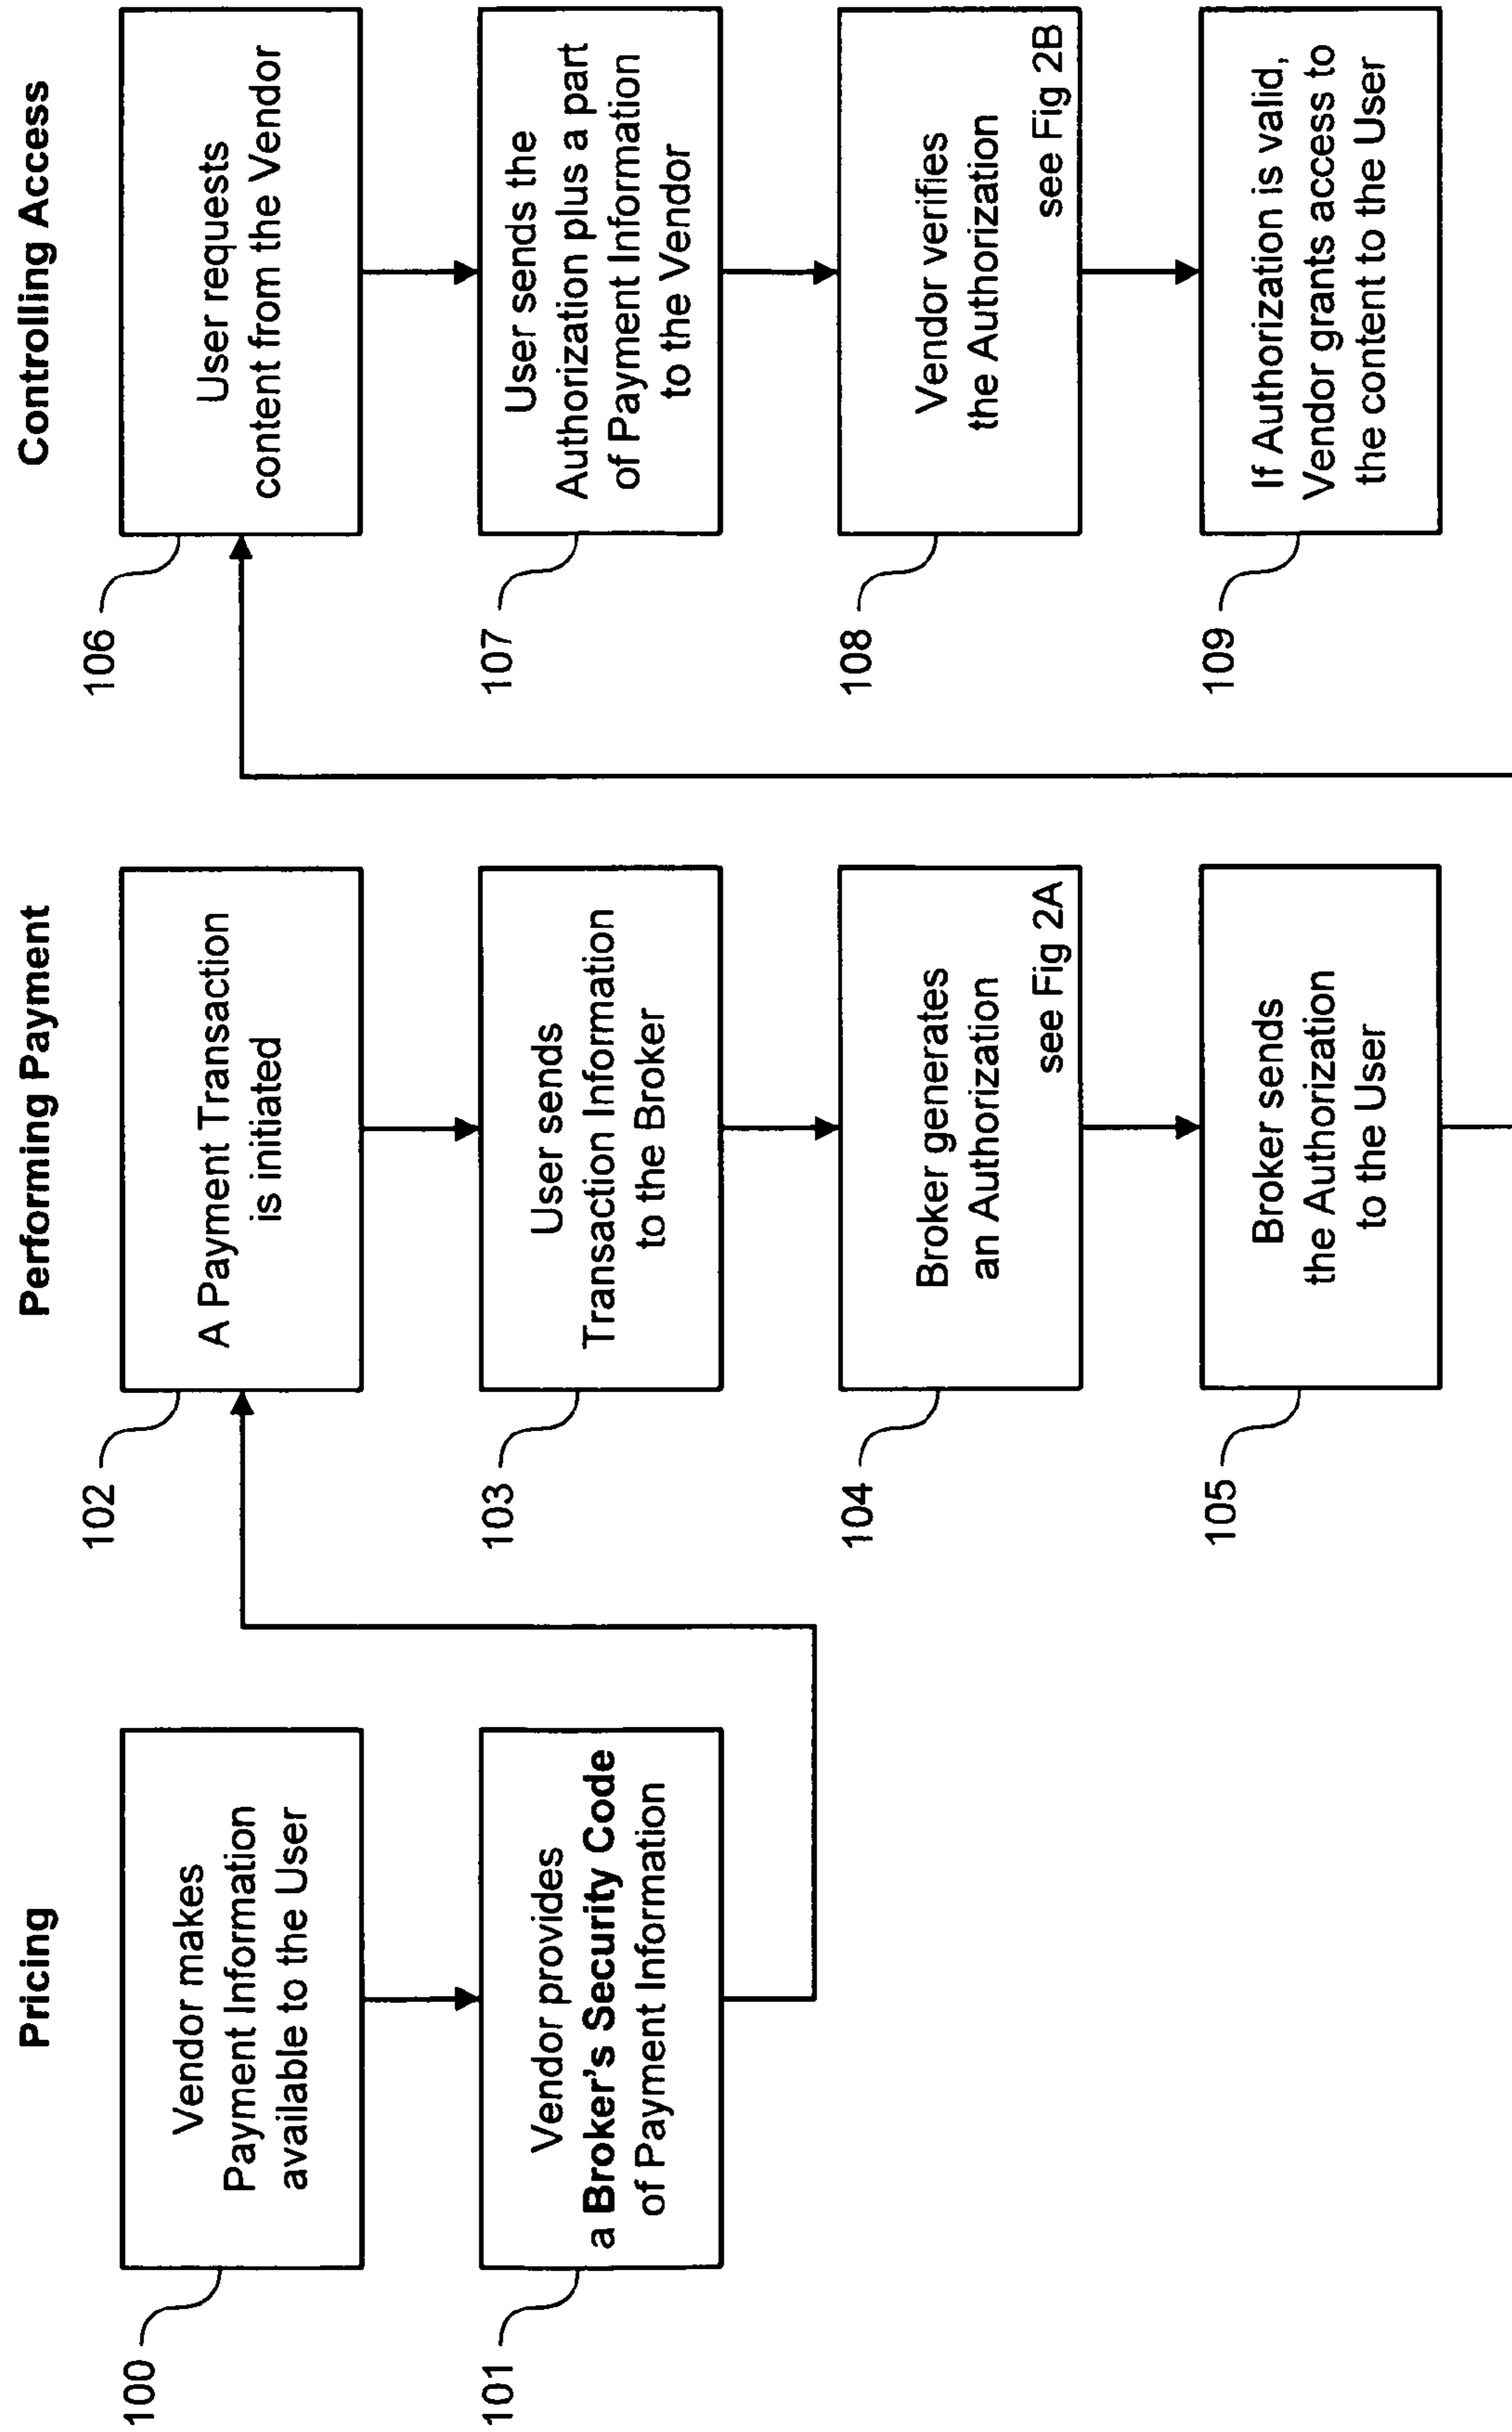 Pricing
100
Vendor makes
Payment Information
available to the User
101
Vendor provides
a Broker's Security Code
of Payment Information
Performing Payment
102
A Payment Transaction
is initiated
103
User sends
Transaction Information
to the Broker
104
Broker generates
an Authorization
see Fig 2A
105
Broker sends
the Authorization
to the User
Controlling Access
106
User requests
content from the Vendor
107
User sends the
Authorization plus a part
of Payment Information
to the Vendor
108
Vendor verifies
the Authorization
see Fig 2B
109
If Authorization is valid,
Vendor grants access to
the content to the User